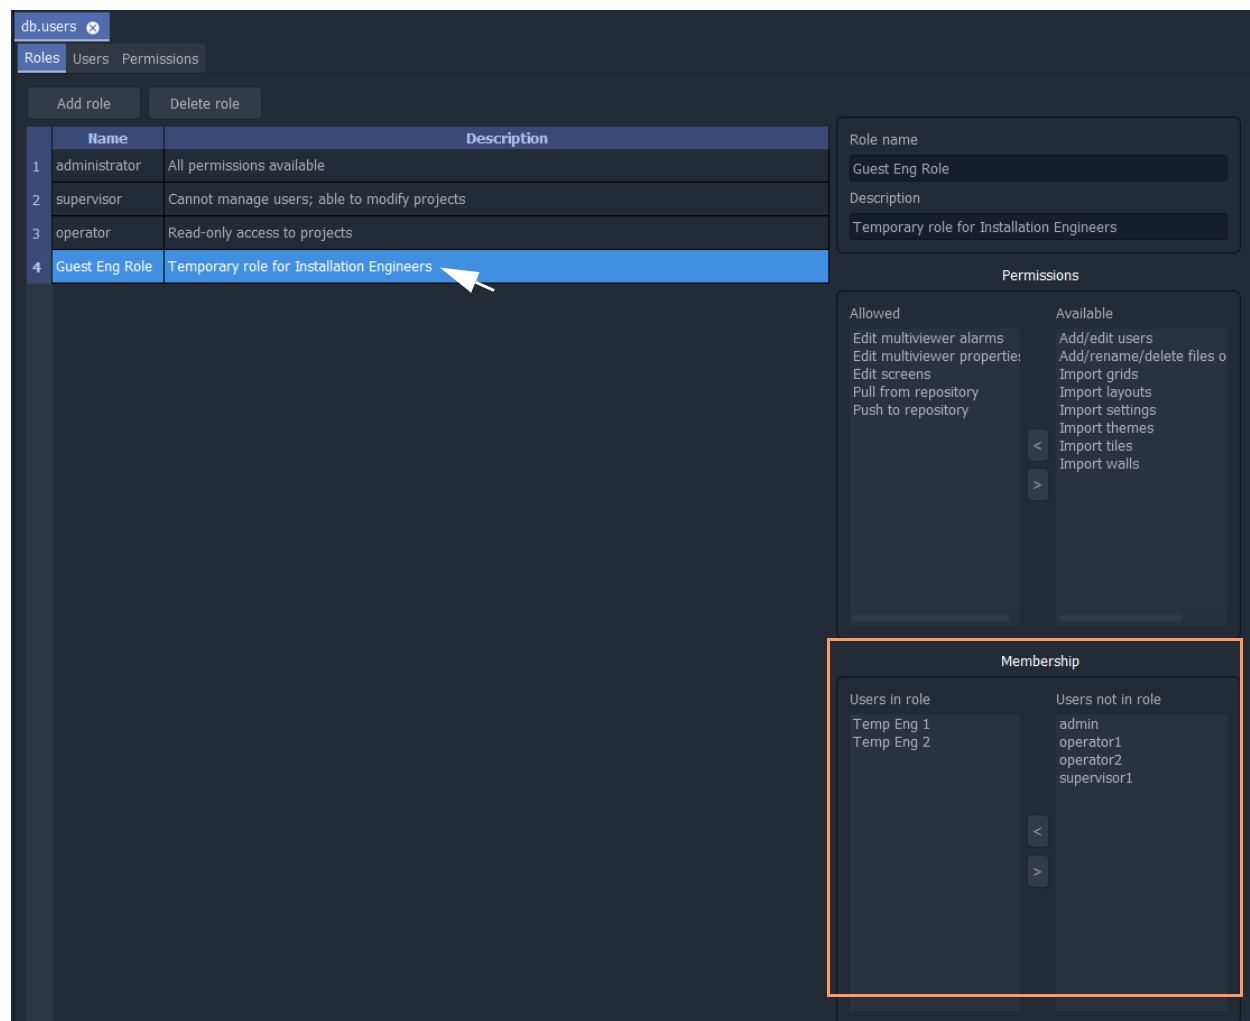 db.users
Roles Users Permissions
Add role Delete role
Name Description
1 administrator All permissions available
2 supervisor Cannot manage users; able to modify projects
3 operator Read-only access to projects
4 Guest Eng Role Temporary role for Installation Engineers
Role name
Guest Eng Role
Description
Temporary role for Installation Engineers
Permissions
Allowed
Edit multiviewer alarms
Edit multiviewer properties
Edit screens
Pull from repository
Push to repository
<
>
Available
Add/edit users
Add/rename/delete files o
Import grids
Import layouts
Import settings
Import themes
Import tiles
Import walls
Membership
Users in role
Temp Eng 1
Temp Eng 2
<
>
Users not in role
admin
operator1
operator2
supervisor1